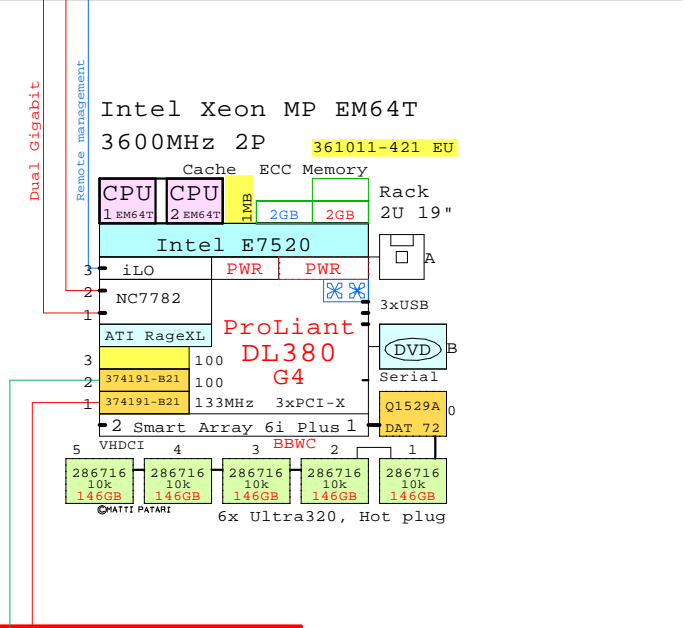 Dual Gigabit
Remote management
Intel Xeon MP EM64T
3600MHz 2P
361011-421 EU
Cache ECC Memory
CPU CPU 1MB Rack
1 EM64T 2 EM64T 2GB 2GB 2U 19"
Intel E7520
A
3 iLO PWR PWR
2 NC7782
3xUSB
1
ProLiant
ATI RageXL
DL380
DVD B
3 100
G4
Serial
2 374191-B21 100
1 374191-B21 133MHz 3xPCI-X
Q1529A 0
2 Smart Array 6i Plus 1
DAT 72
VHDCI BBWC
5 4 3 2 1
286716 286716 286716 286716 286716
10k 10k 10k 10k 10k
146GB 146GB 146GB 146GB 146GB
©MATTI PATARI
6x Ultra320, Hot plug